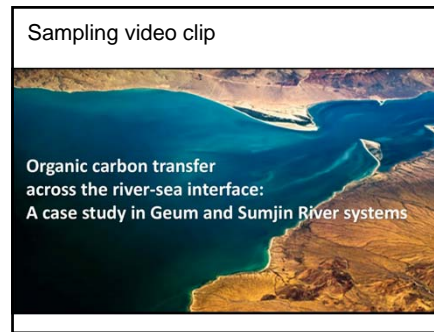 Sampling video clip
Organic carbon transfer
across the river-sea interface:
A case study in Geum and Sumjin River systems